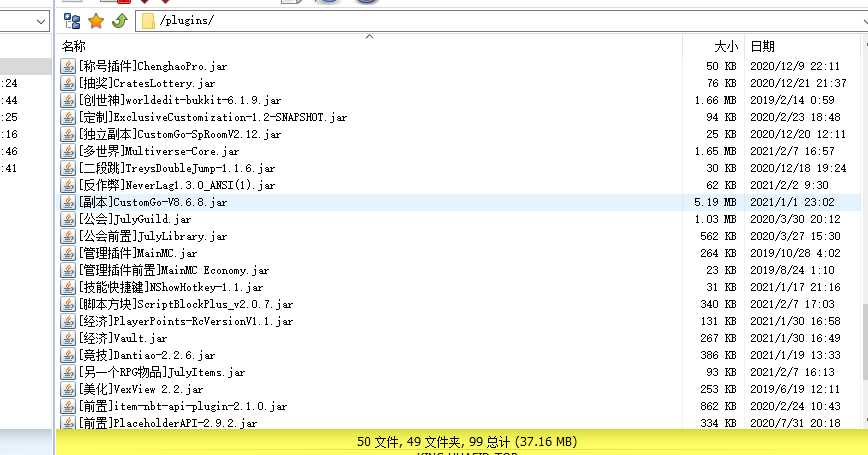 /plugins/
名称 大小 日期
[称号插件]ChenghaoPro.jar 50 KB 2020/12/9 22:11
:24 [抽奖]CratesLottery.jar 76 KB 2020/12/21 21:37
:44 [创世神]worldedit-bukkit-6.1.9.jar 1.66 MB 2019/2/14 0:59
:25 [定制]ExclusiveCustomization-1.2-SNAPSHOT.jar 94 KB 2020/2/23 18:48
:16 [独立副本]CustomGo-SpRoomV2.12.jar 25 KB 2020/12/20 12:11
:46 [多世界]Multiverse-Core.jar 1.65 MB 2021/2/7 16:57
:41 [二段跳]TreysDoubleJump-1.1.6.jar 30 KB 2020/12/18 19:24
[反作弊]NeverLag1.3.0_ANSI(1).jar 62 KB 2021/2/2 9:30
[副本]CustomGo-V8.6.8.jar 5.19 MB 2021/1/1 23:02
[公会]JulyGuild.jar 1.03 MB 2020/3/30 20:12
[公会前置]JulyLibrary.jar 562 KB 2020/3/27 15:30
[管理插件]MainMC.jar 264 KB 2019/10/28 4:02
[管理插件前置]MainMC Economy.jar 23 KB 2019/8/24 1:10
[技能快捷键]NShowHotkey-1.1.jar 31 KB 2021/1/17 21:16
[脚本方块]ScriptBlockPlus_v2.0.7.jar 340 KB 2021/2/7 17:03
[经济]PlayerPoints-RcVersionV1.1.jar 131 KB 2021/1/30 16:58
[经济]Vault.jar 267 KB 2021/1/30 16:49
[竞技]Dantiao-2.2.6.jar 386 KB 2021/1/19 13:33
[另一个RPG物品]JulyItems.jar 93 KB 2021/2/7 16:13
[美化]VexView 2.2.jar 253 KB 2019/6/19 12:11
[前置]item-nbt-api-plugin-2.1.0.jar 862 KB 2020/2/24 10:43
[前置]PlaceholderAPI-2.9.2.jar 334 KB 2020/7/31 20:18
50 文件, 49 文件夹, 99 总计 (37.16 MB)